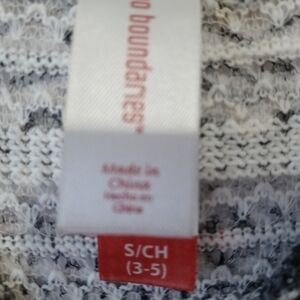 o boundaries
Made in
China
Hecho en
China
S/CH
(3-5)